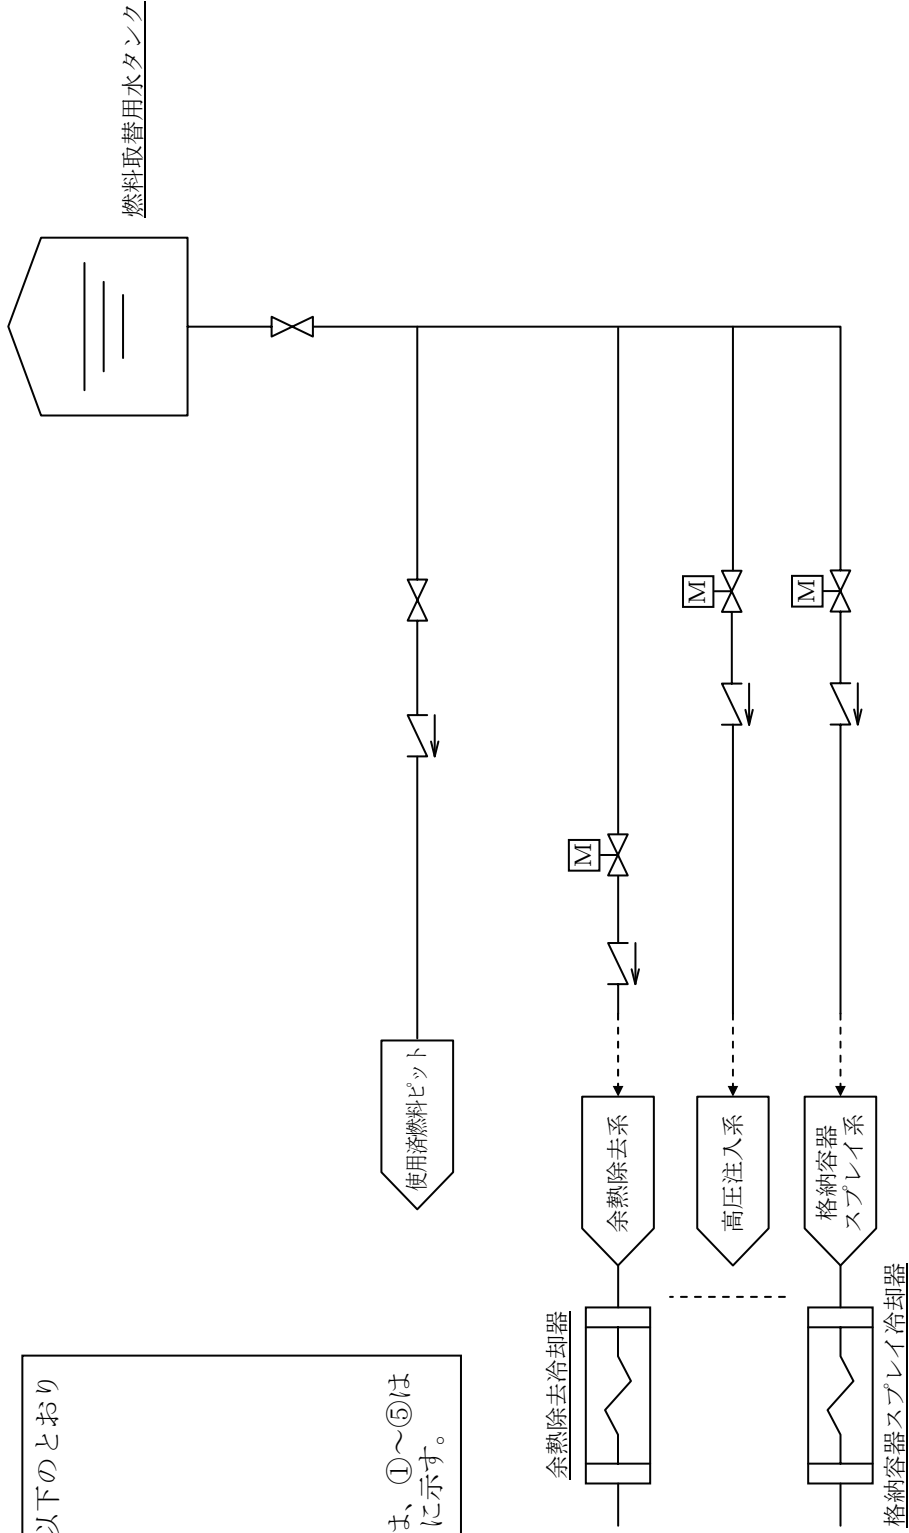 燃料取替用水タンク
使用済燃料ピット
M
余熱除去系
余熱除去冷却器
M
高圧注入系
M
格納容器
スプレイ系
格納容器スプレイ冷却器
以下のとおり
は、①～⑤は
に示す。